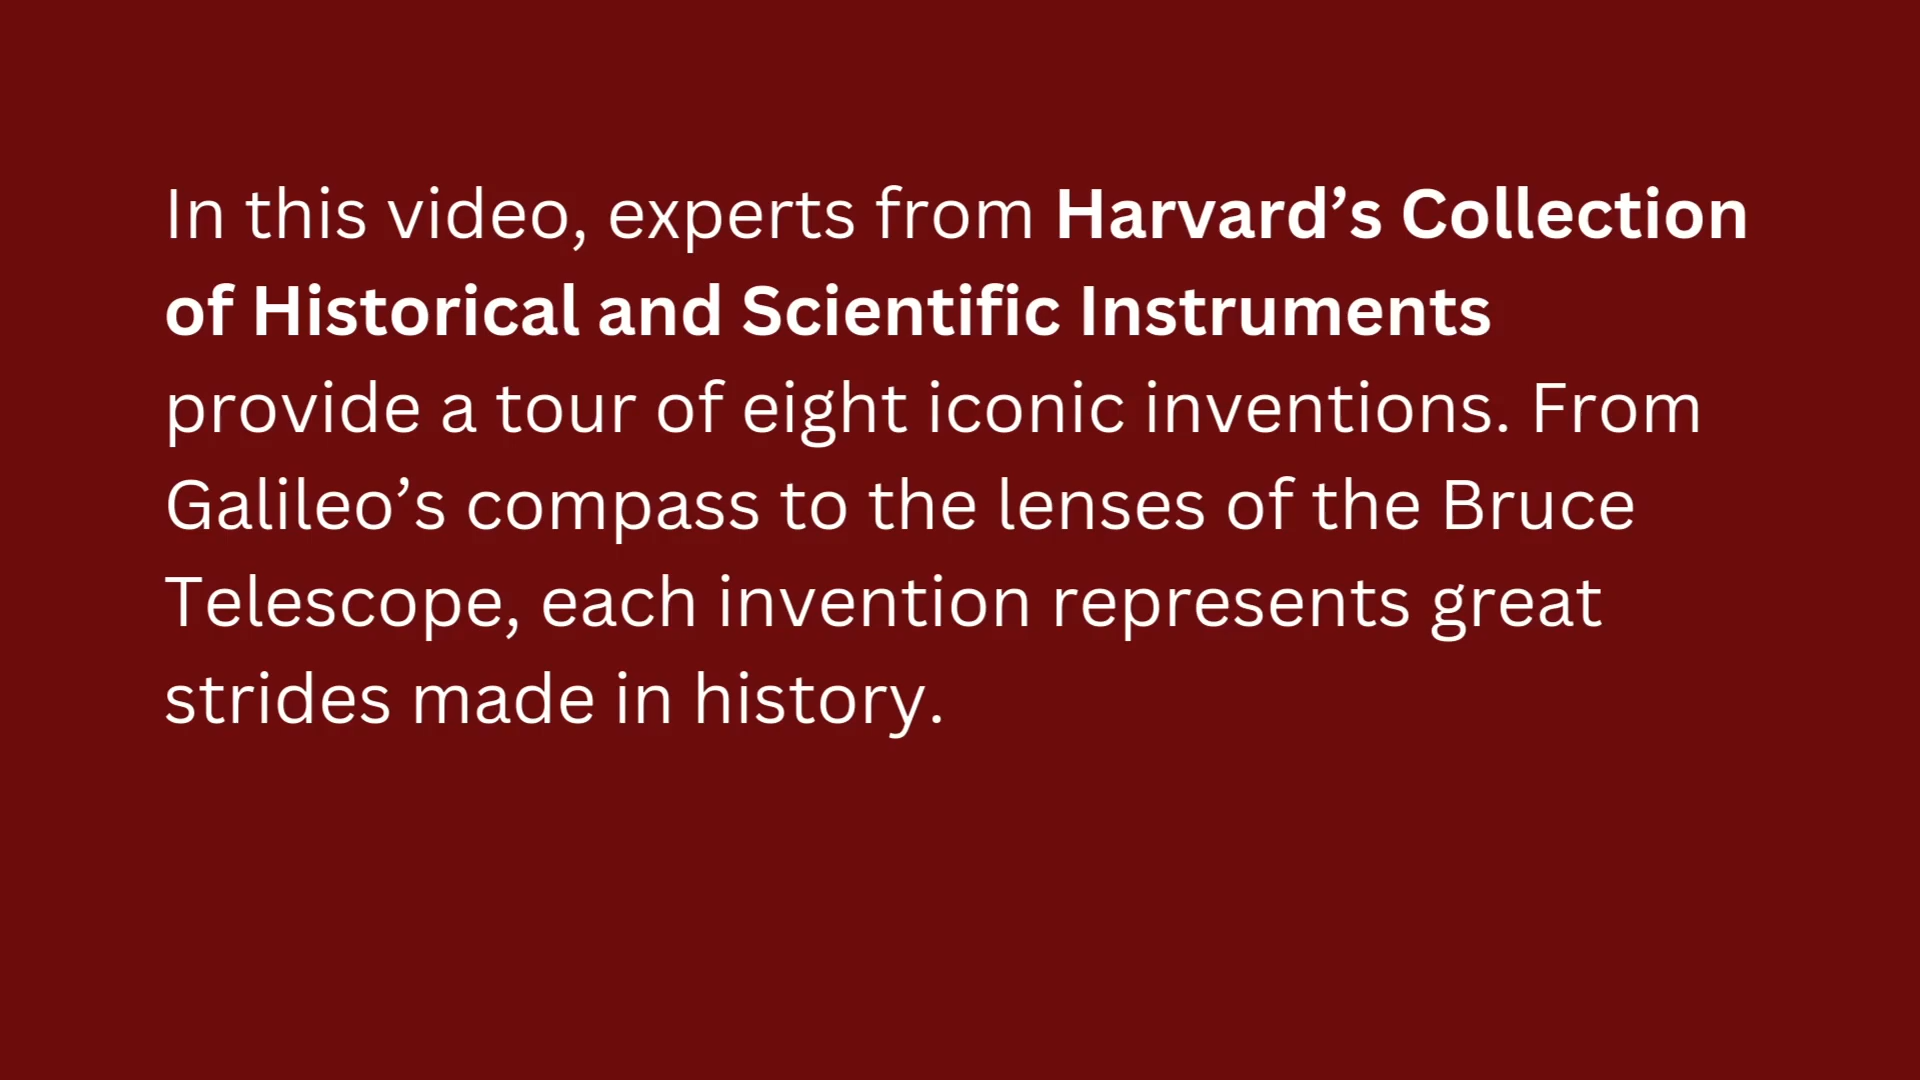 In this video, experts from Harvard’s Collection
of Historical and Scientific Instruments
provide a tour of eight iconic inventions. From
Galileo’s compass to the lenses of the Bruce
Telescope, each invention represents great
strides made in history.